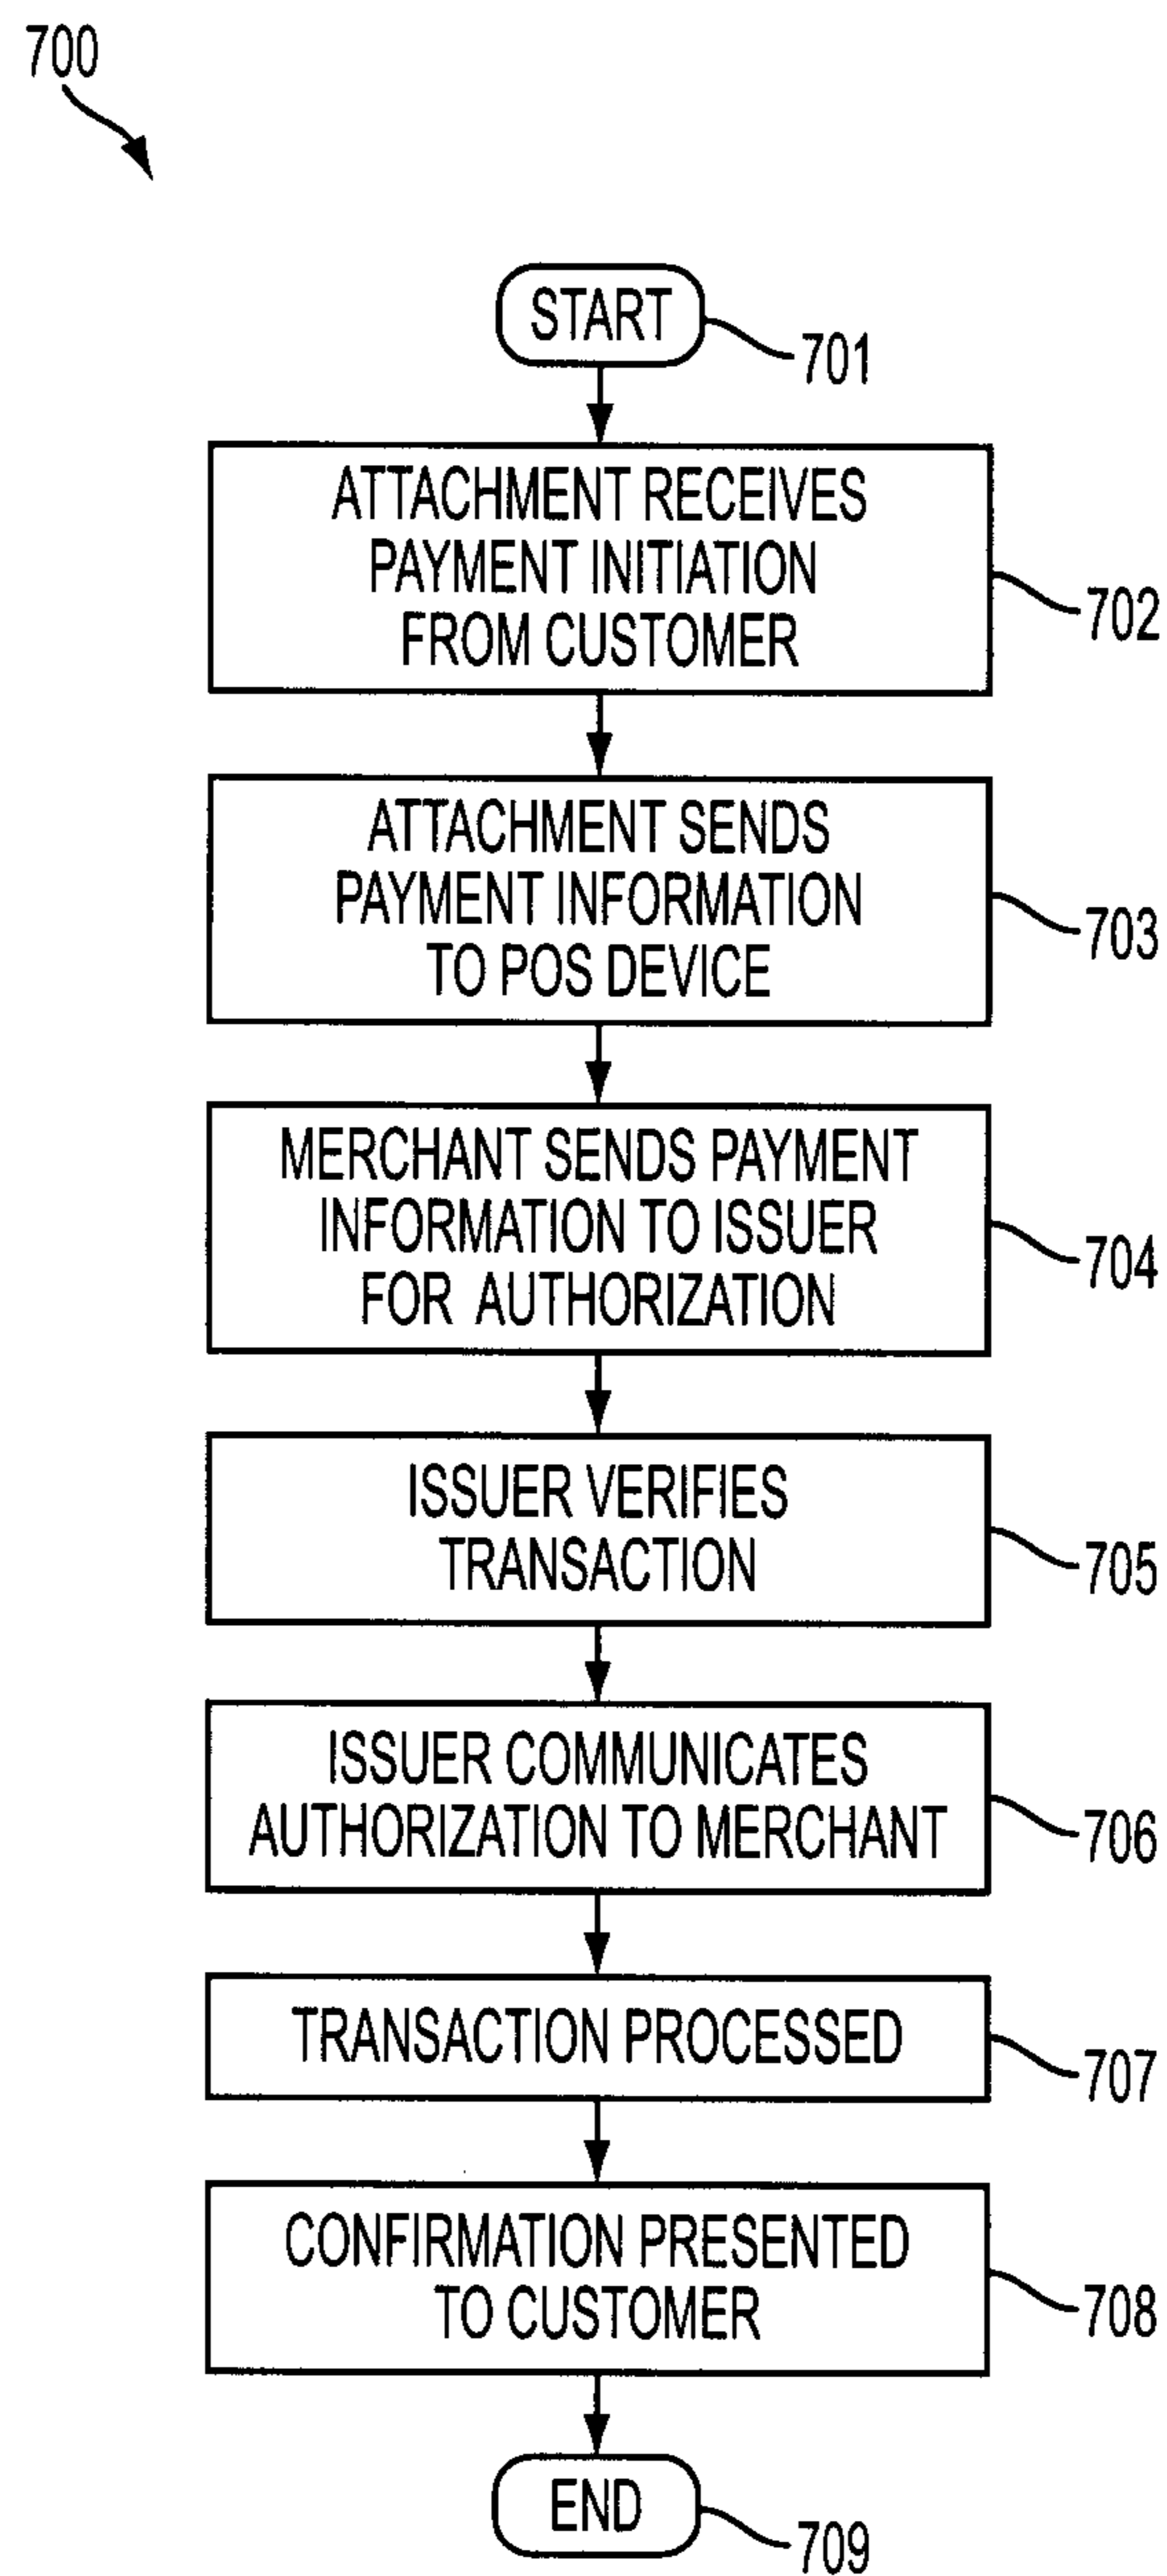 700
START
701
ATTACHMENT RECEIVES
PAYMENT INITIATION
FROM CUSTOMER
702
ATTACHMENT SENDS
PAYMENT INFORMATION
TO POS DEVICE
703
MERCHANT SENDS PAYMENT
INFORMATION TO ISSUER
FOR AUTHORIZATION
704
ISSUER VERIFIES
TRANSACTION
705
ISSUER COMMUNICATES
AUTHORIZATION TO MERCHANT
706
TRANSACTION PROCESSED
707
CONFIRMATION PRESENTED
TO CUSTOMER
708
END
709